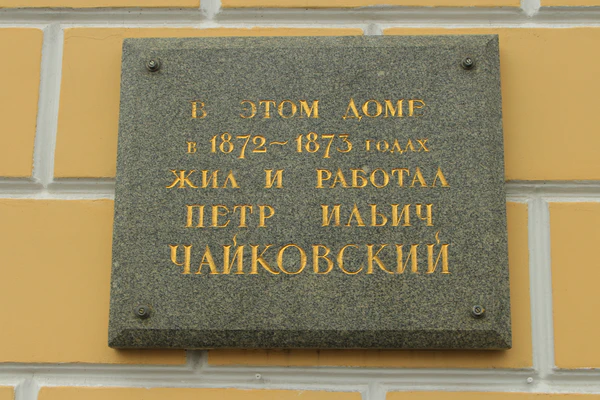 В ЭТОМ ДОМЕ
В 1872~1873 ГОДАХ
ЖИЛ И РАБОТАЛ
ПЕТР ИЛЬИЧ
ЧАЙКОВСКИЙ